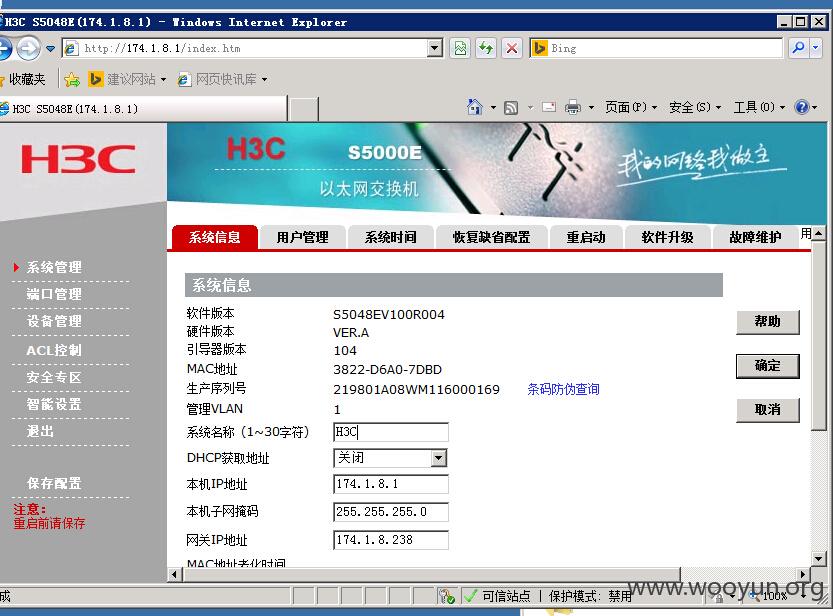 H3C S5048E(174.1.8.1) - Windows Internet Explorer
http://174.1.8.1/index.htm
Bing
收藏夹 建议网站 网页快讯库
H3C S5048E(174.1.8.1)
页面(P) 安全(S) 工具(O)
H3C
H3C S5000E
以太网交换机
我的网络我做主
系统信息 用户管理 系统时间 恢复缺省配置 重启动 软件升级 故障维护 用
系统管理
端口管理
设备管理
ACL控制
安全专区
智能设置
退出
保存配置
注意:
重启前请保存
系统信息
软件版本 S5048EV100R004
硬件版本 VER.A
引导器版本 104
MAC地址 3822-D6A0-7DBD
生产序列号 219801A08WM116000169 条码防伪查询
管理VLAN 1
系统名称（1~30字符） H3C
DHCP获取地址 关闭
本机IP地址 174.1.8.1
本机子网掩码 255.255.255.0
网关IP地址 174.1.8.238
MAC地址老化时间
帮助
确定
取消
成 可信站点 | 保护模式: 禁用 100%
www.wooyun.org